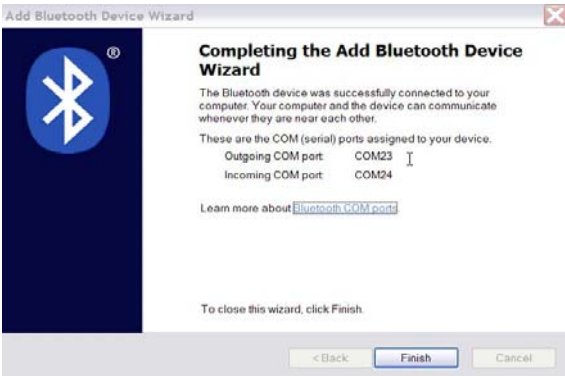 Add Bluetooth Device Wizard
®
Completing the Add Bluetooth Device
Wizard
The Bluetooth device was successfully connected to your
computer. Your computer and the device can communicate
whenever they are near each other.
These are the COM (serial) ports assigned to your device.
Outgoing COM port: COM23
Incoming COM port: COM24
Learn more about Bluetooth COM ports.
To close this wizard, click Finish.
< Back Finish Cancel